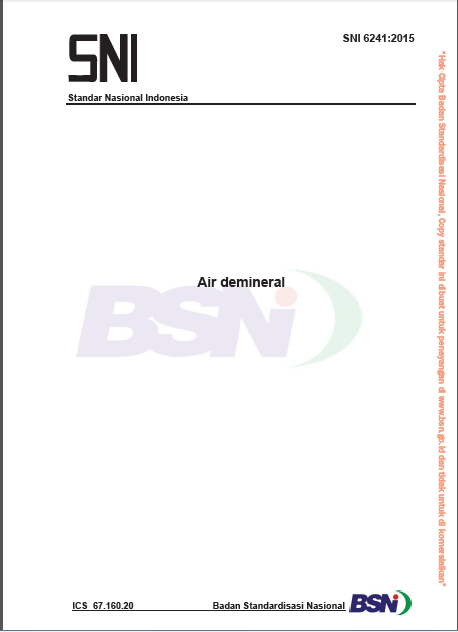 SNI
SNI 6241:2015
Standar Nasional Indonesia
Air demineral
BSN
"Hak Cipta Badan Standardisasi Nasional, Copy standar ini dibuat untuk penayangan di www.bsn.go.id dan tidak untuk di komersialkan"
ICS 67.160.20
Badan Standardisasi Nasional
BSN